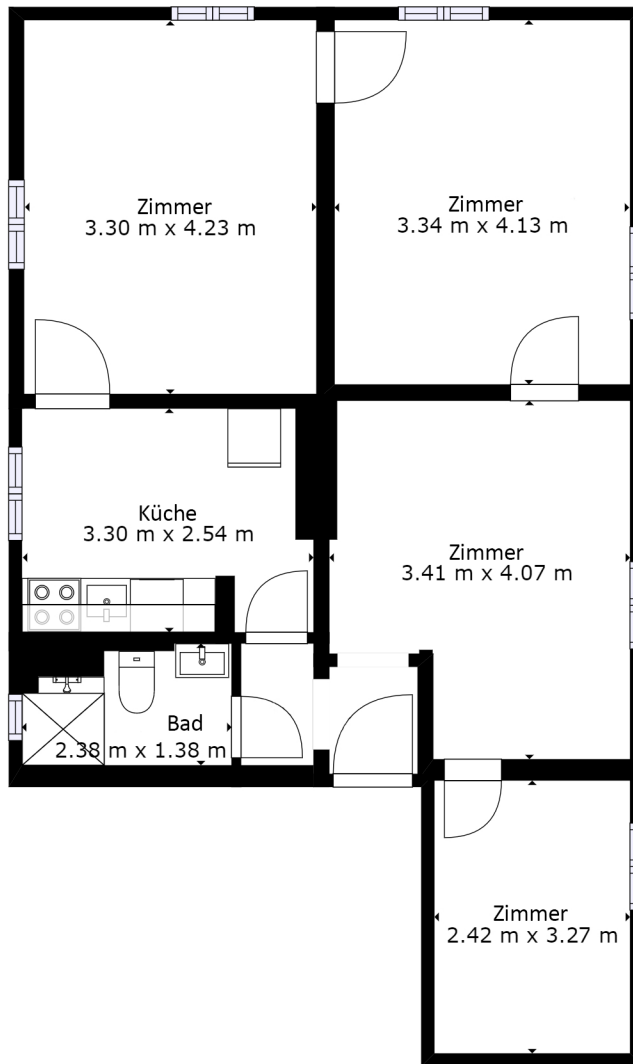 Zimmer
3.30 m x 4.23 m
Zimmer
3.34 m x 4.13 m
Küche
3.30 m x 2.54 m
Zimmer
3.41 m x 4.07 m
Bad
2.38 m x 1.38 m
Zimmer
2.42 m x 3.27 m